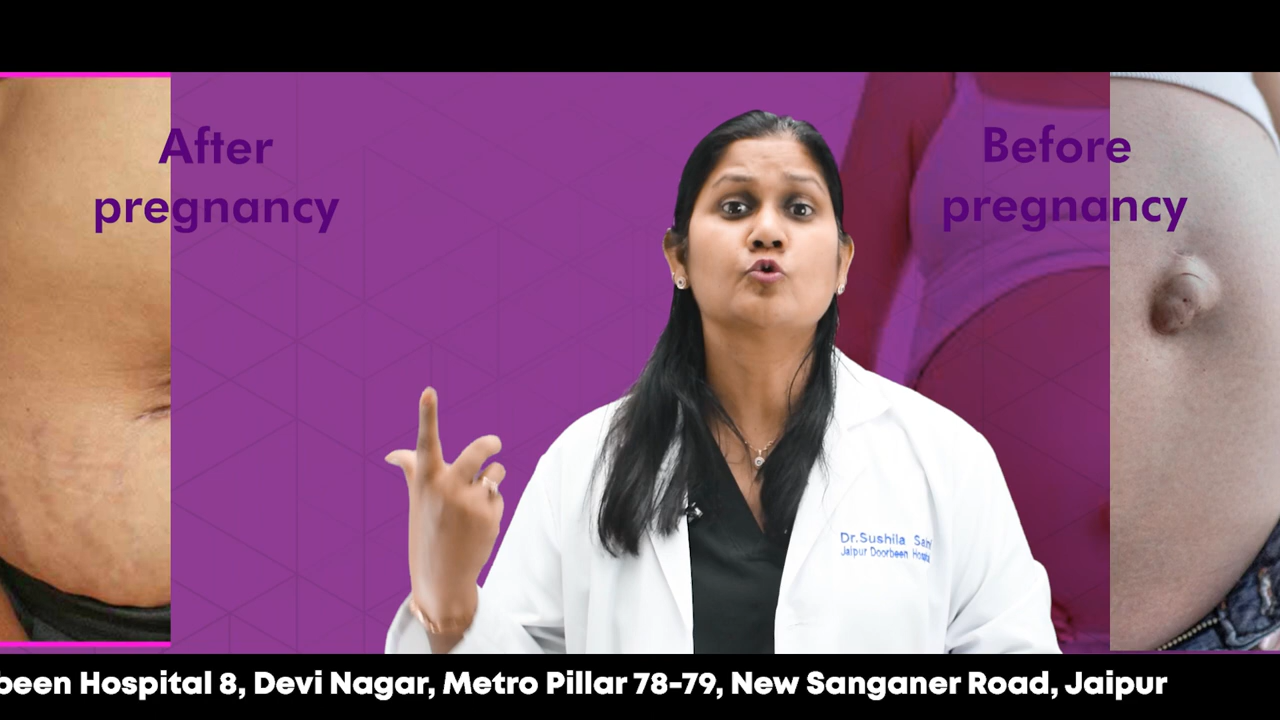 After
pregnancy
Before
pregnancy
Dr.Sushila
Jaipur Doorbeen
been Hospital 8, Devi Nagar, Metro Pillar 78-79, New Sanganer Road, Jaipur